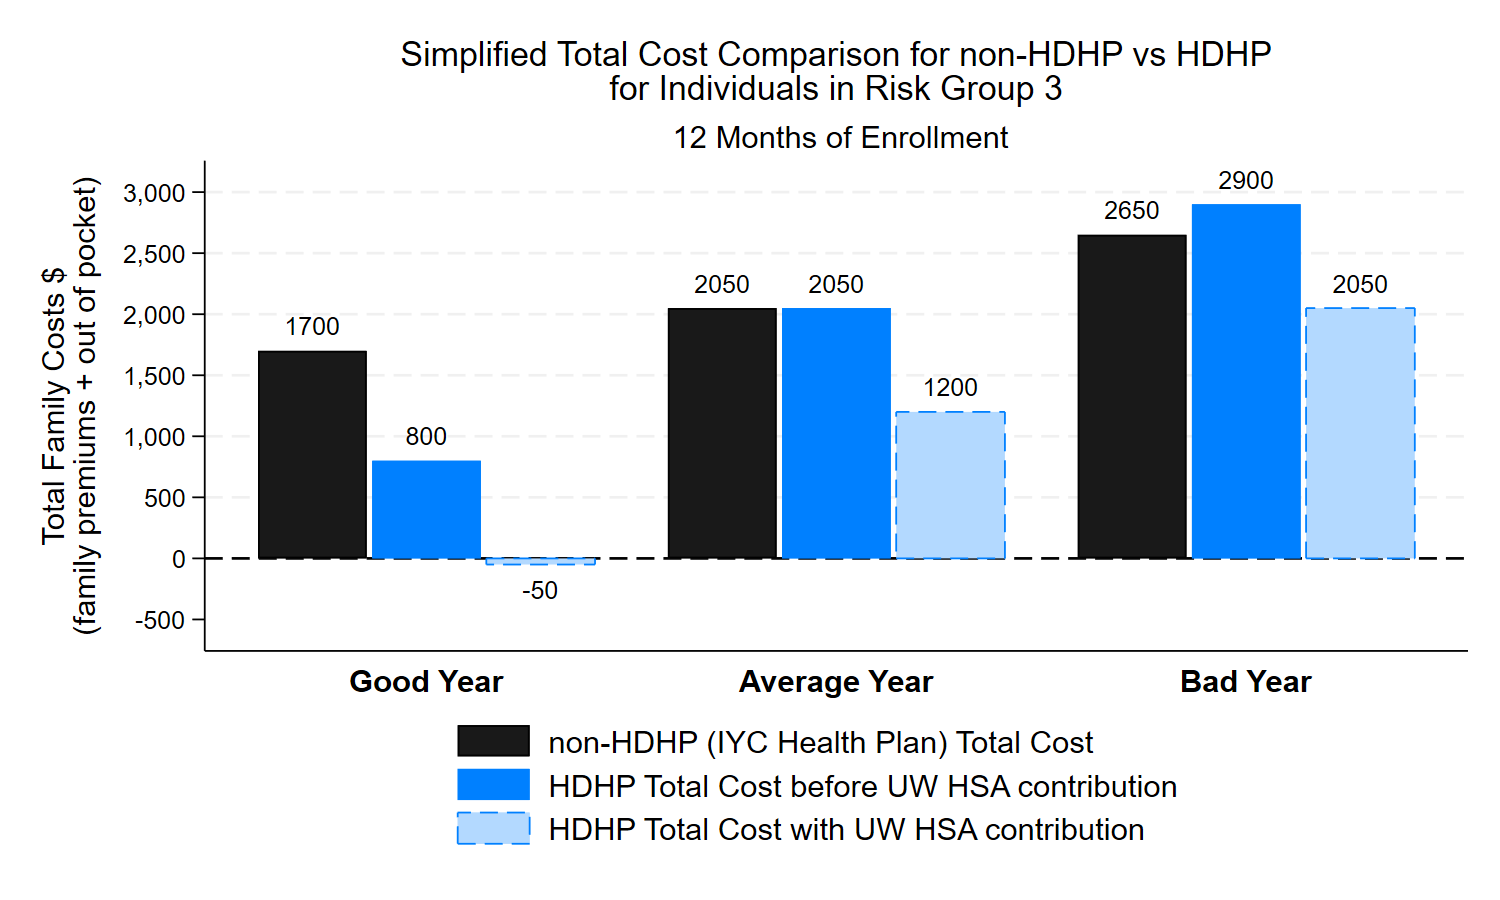 Simplified Total Cost Comparison for non-HDHP vs HDHP
for Individuals in Risk Group 3
12 Months of Enrollment
Total Family Costs $
(family premiums + out of pocket)
3,000
2,500
2,000
1,500
1,000
500
0
-500
1700
800
-50
2050
2050
1200
2650
2900
2050
Good Year
Average Year
Bad Year
non-HDHP (IYC Health Plan) Total Cost
HDHP Total Cost before UW HSA contribution
HDHP Total Cost with UW HSA contribution